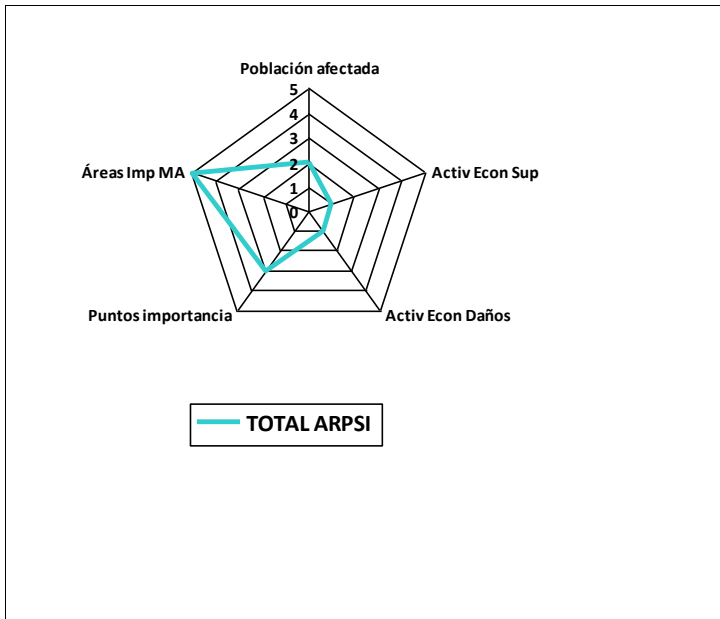 Población afectada
5
4
3
2
1
0
Áreas Imp MA
Activ Econ Sup
Puntos importancia
Activ Econ Daños
TOTAL ARPSI